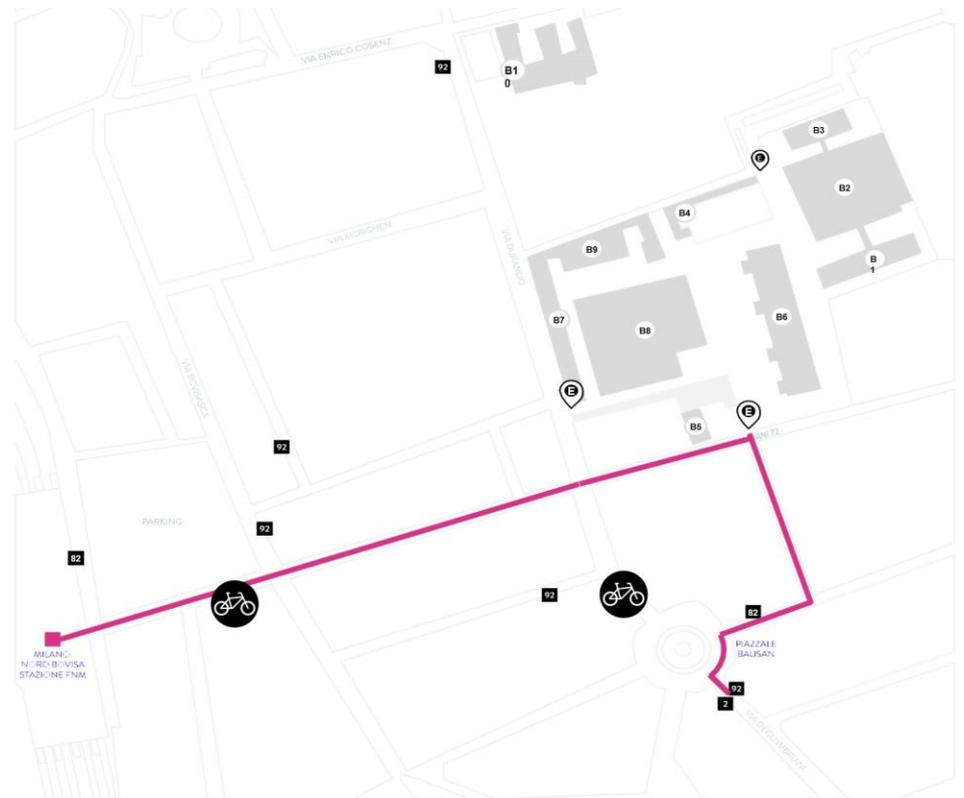 VIA ENRICO COSENZ
92
B1
0
B3
E
B2
VIA MORGHEN
VIA DURANDO
B4
B9
B
1
B7
B8
B6
VIA BOVISASCA
E
E
B5
ANI 72
92
PARKING
92
82
92
82
MILANO
NORD BOVISA
STAZIONE FNM
PIAZZALE
BAUSAN
92
2
VIA DEGLI IMBRIANI